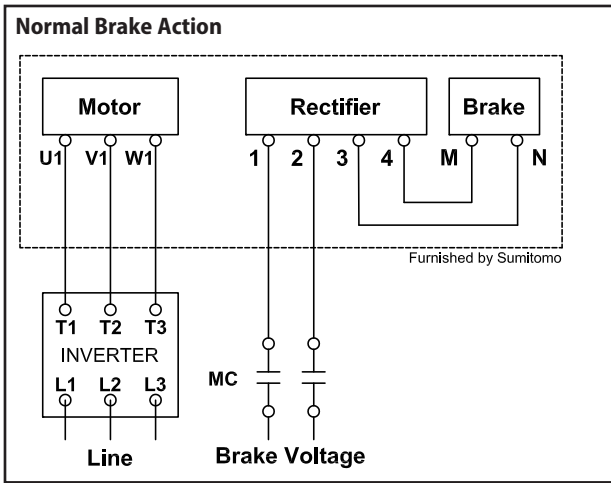 Normal Brake Action
Motor Rectifier Brake
U1 V1 W1 1 2 3 4 M N
Furnished by Sumitomo
T1 T2 T3
INVERTER
MC
L1 L2 L3
Line Brake Voltage